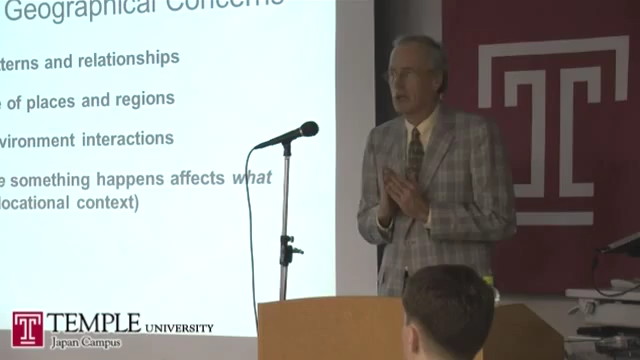 Geographical Concerns
tterns and relationships
e of places and regions
vironment interactions
e something happens affects what
locational context)
T
T TEMPLE UNIVERSITY
Japan Campus